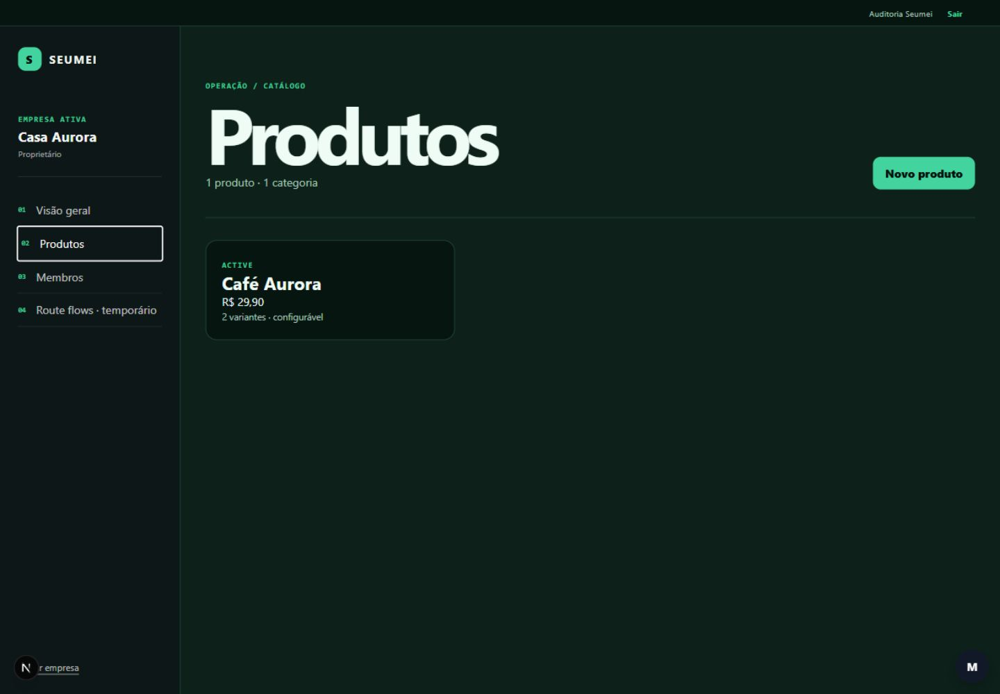 Auditoria Seumei Sair
S SEUMEI
EMPRESA ATIVA
Casa Aurora
Proprietário
01 Visão geral
02 Produtos
03 Membros
04 Route flows · temporário
N r empresa
OPERAÇÃO / CATÁLOGO
Produtos
1 produto · 1 categoria
Novo produto
ACTIVE
Café Aurora
R$ 29,90
2 variantes · configurável
M